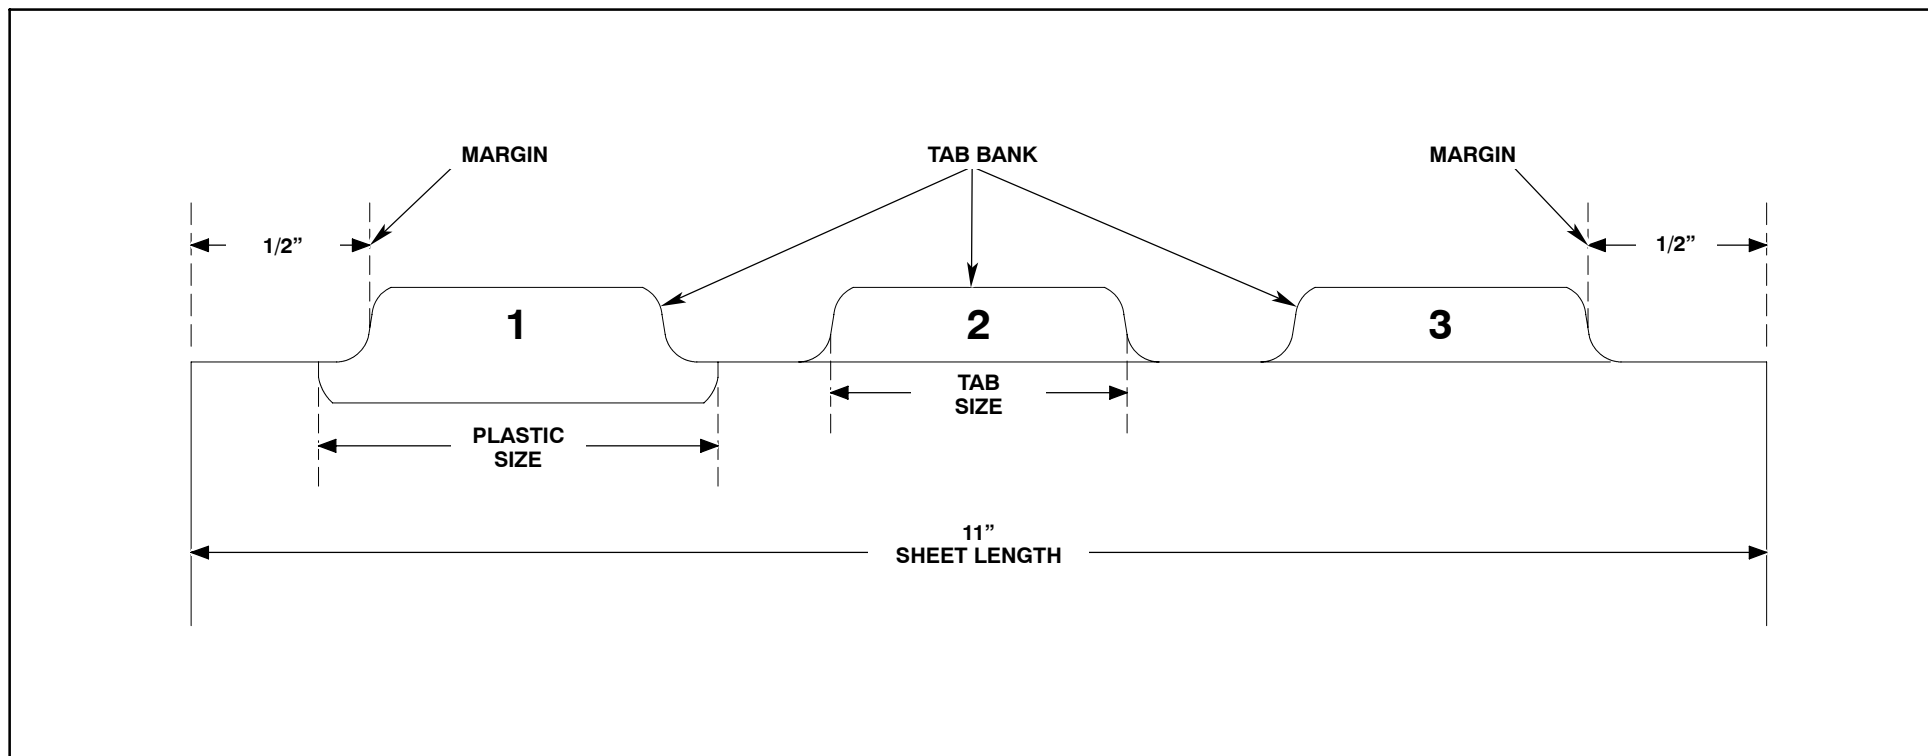 MARGIN
TAB BANK
MARGIN
1/2”
1/2”
1
2
3
TAB
SIZE
PLASTIC
SIZE
11”
SHEET LENGTH